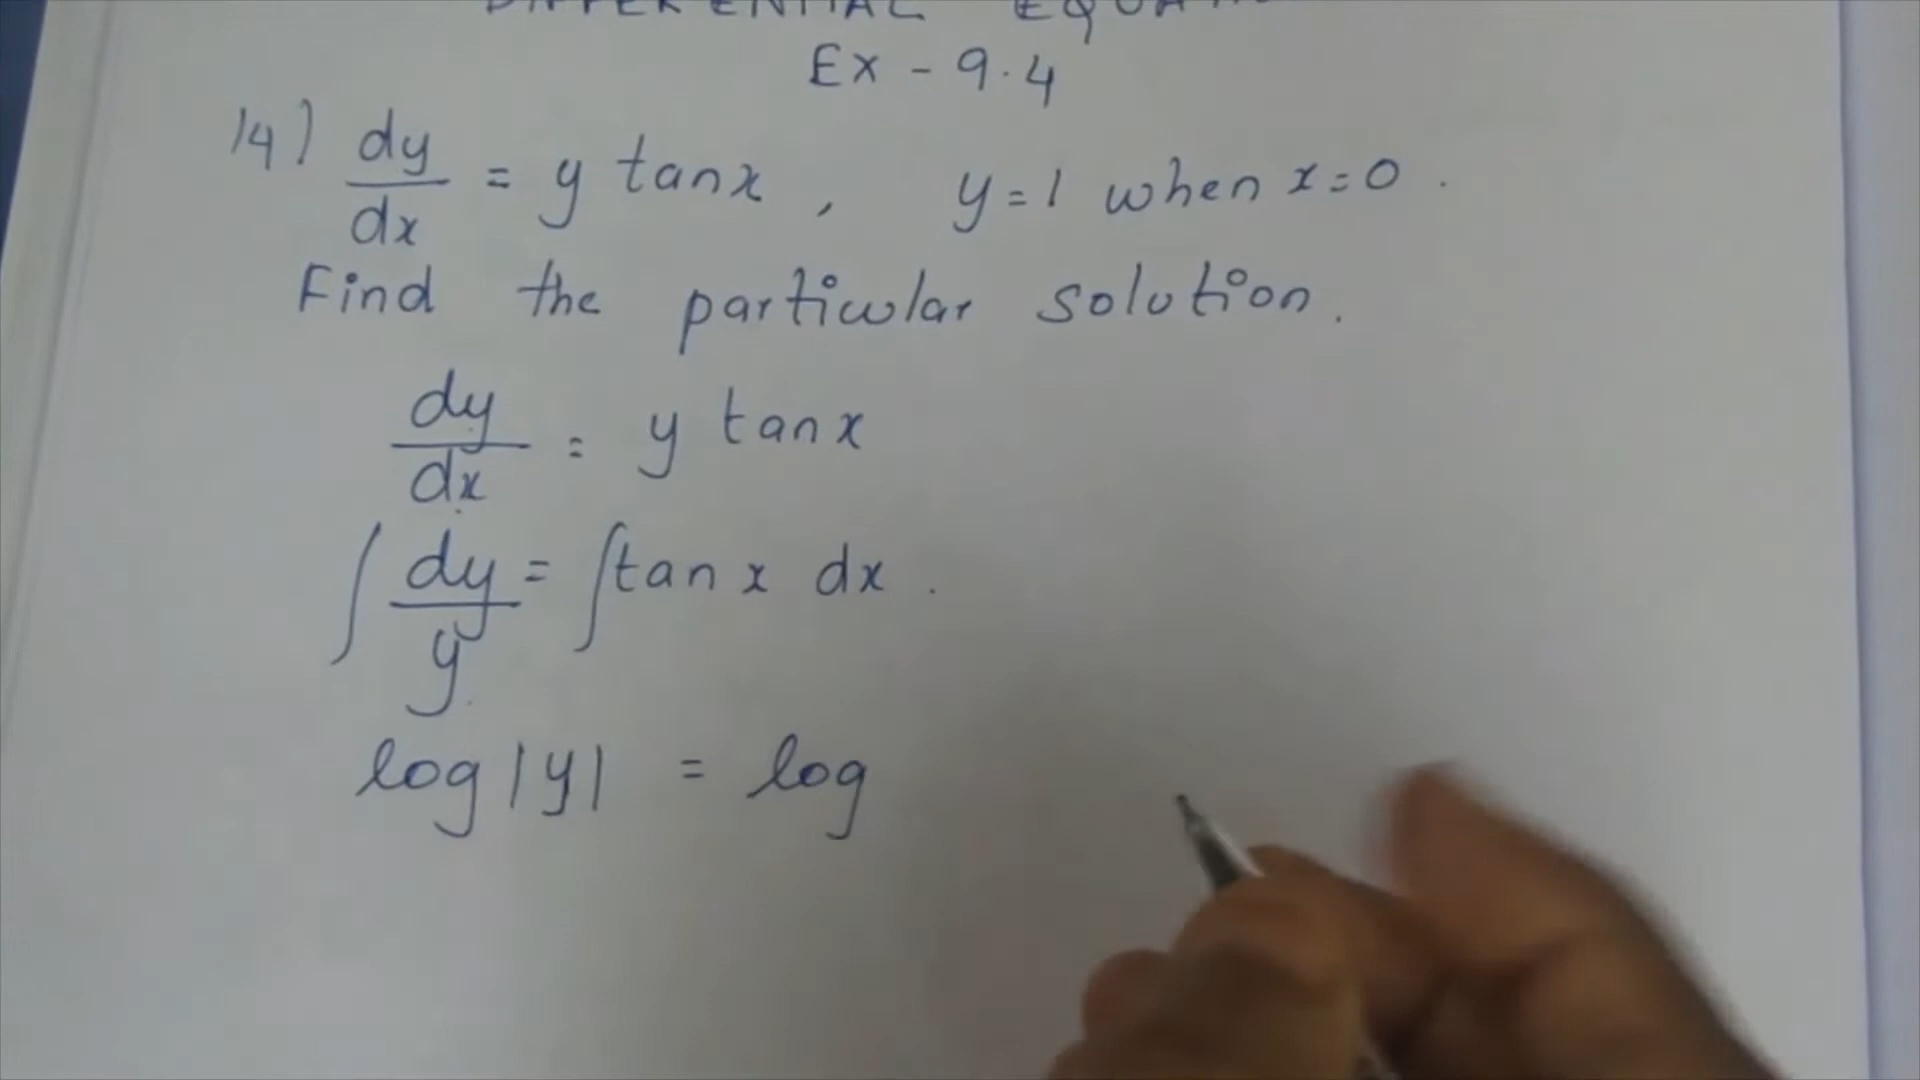 DIFFERENTIAL
Ex - 9.4
14) dy/dx = y tanx , y=1 when x=0 .
Find the particular solution.
dy/dx = y tanx
∫ dy/y = ∫tan x dx .
log|y| = log